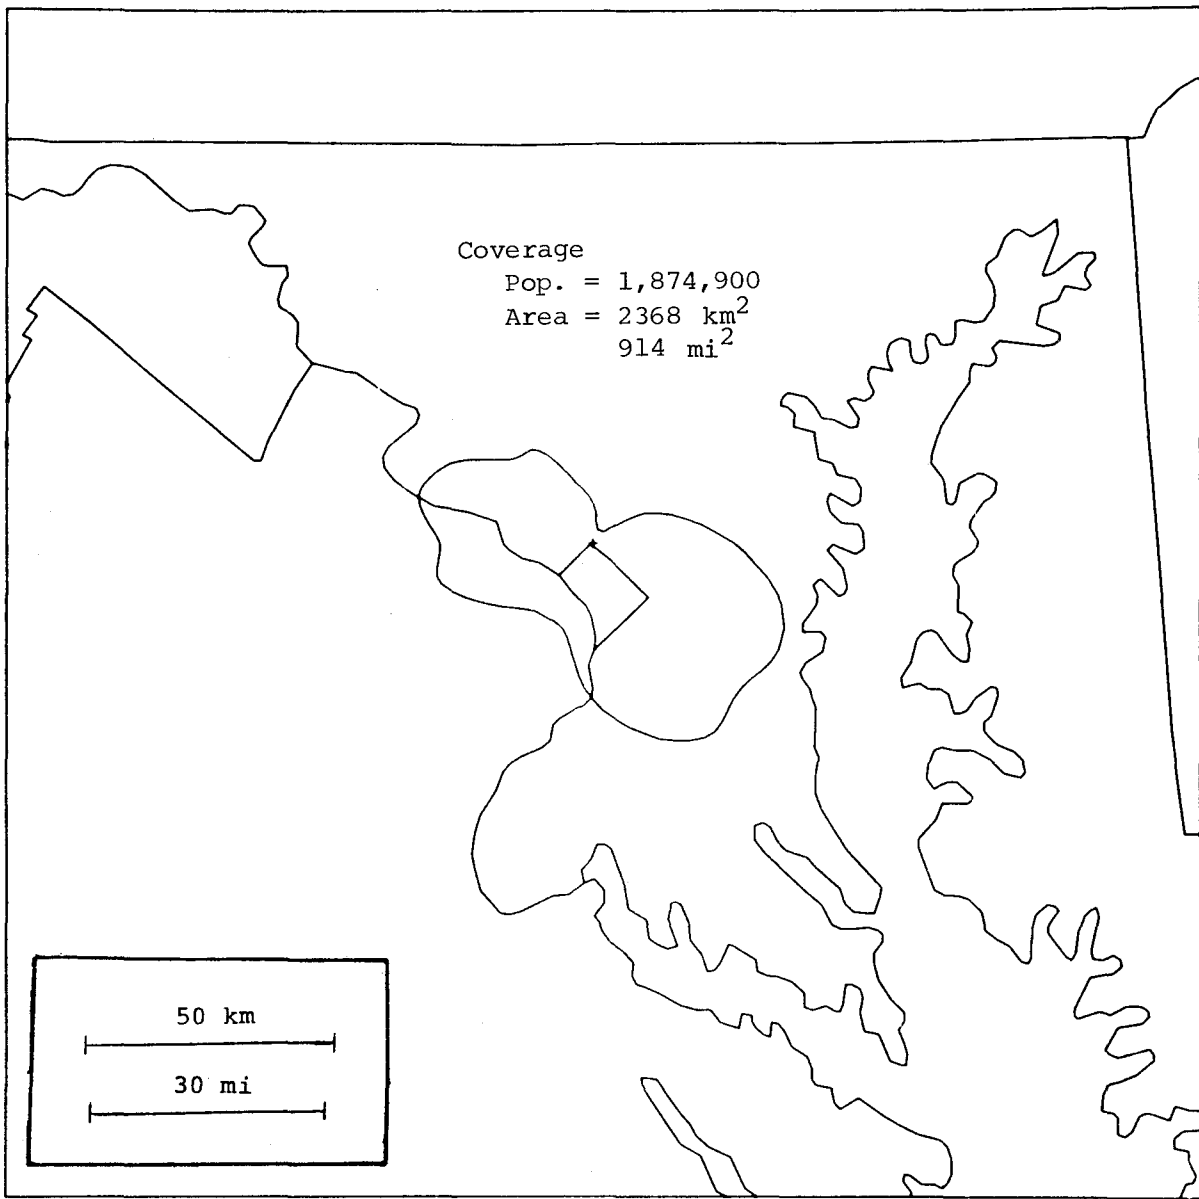 Coverage
Pop. = 1,874,900
Area = 2368 km²
914 mi²
50 km
30 mi